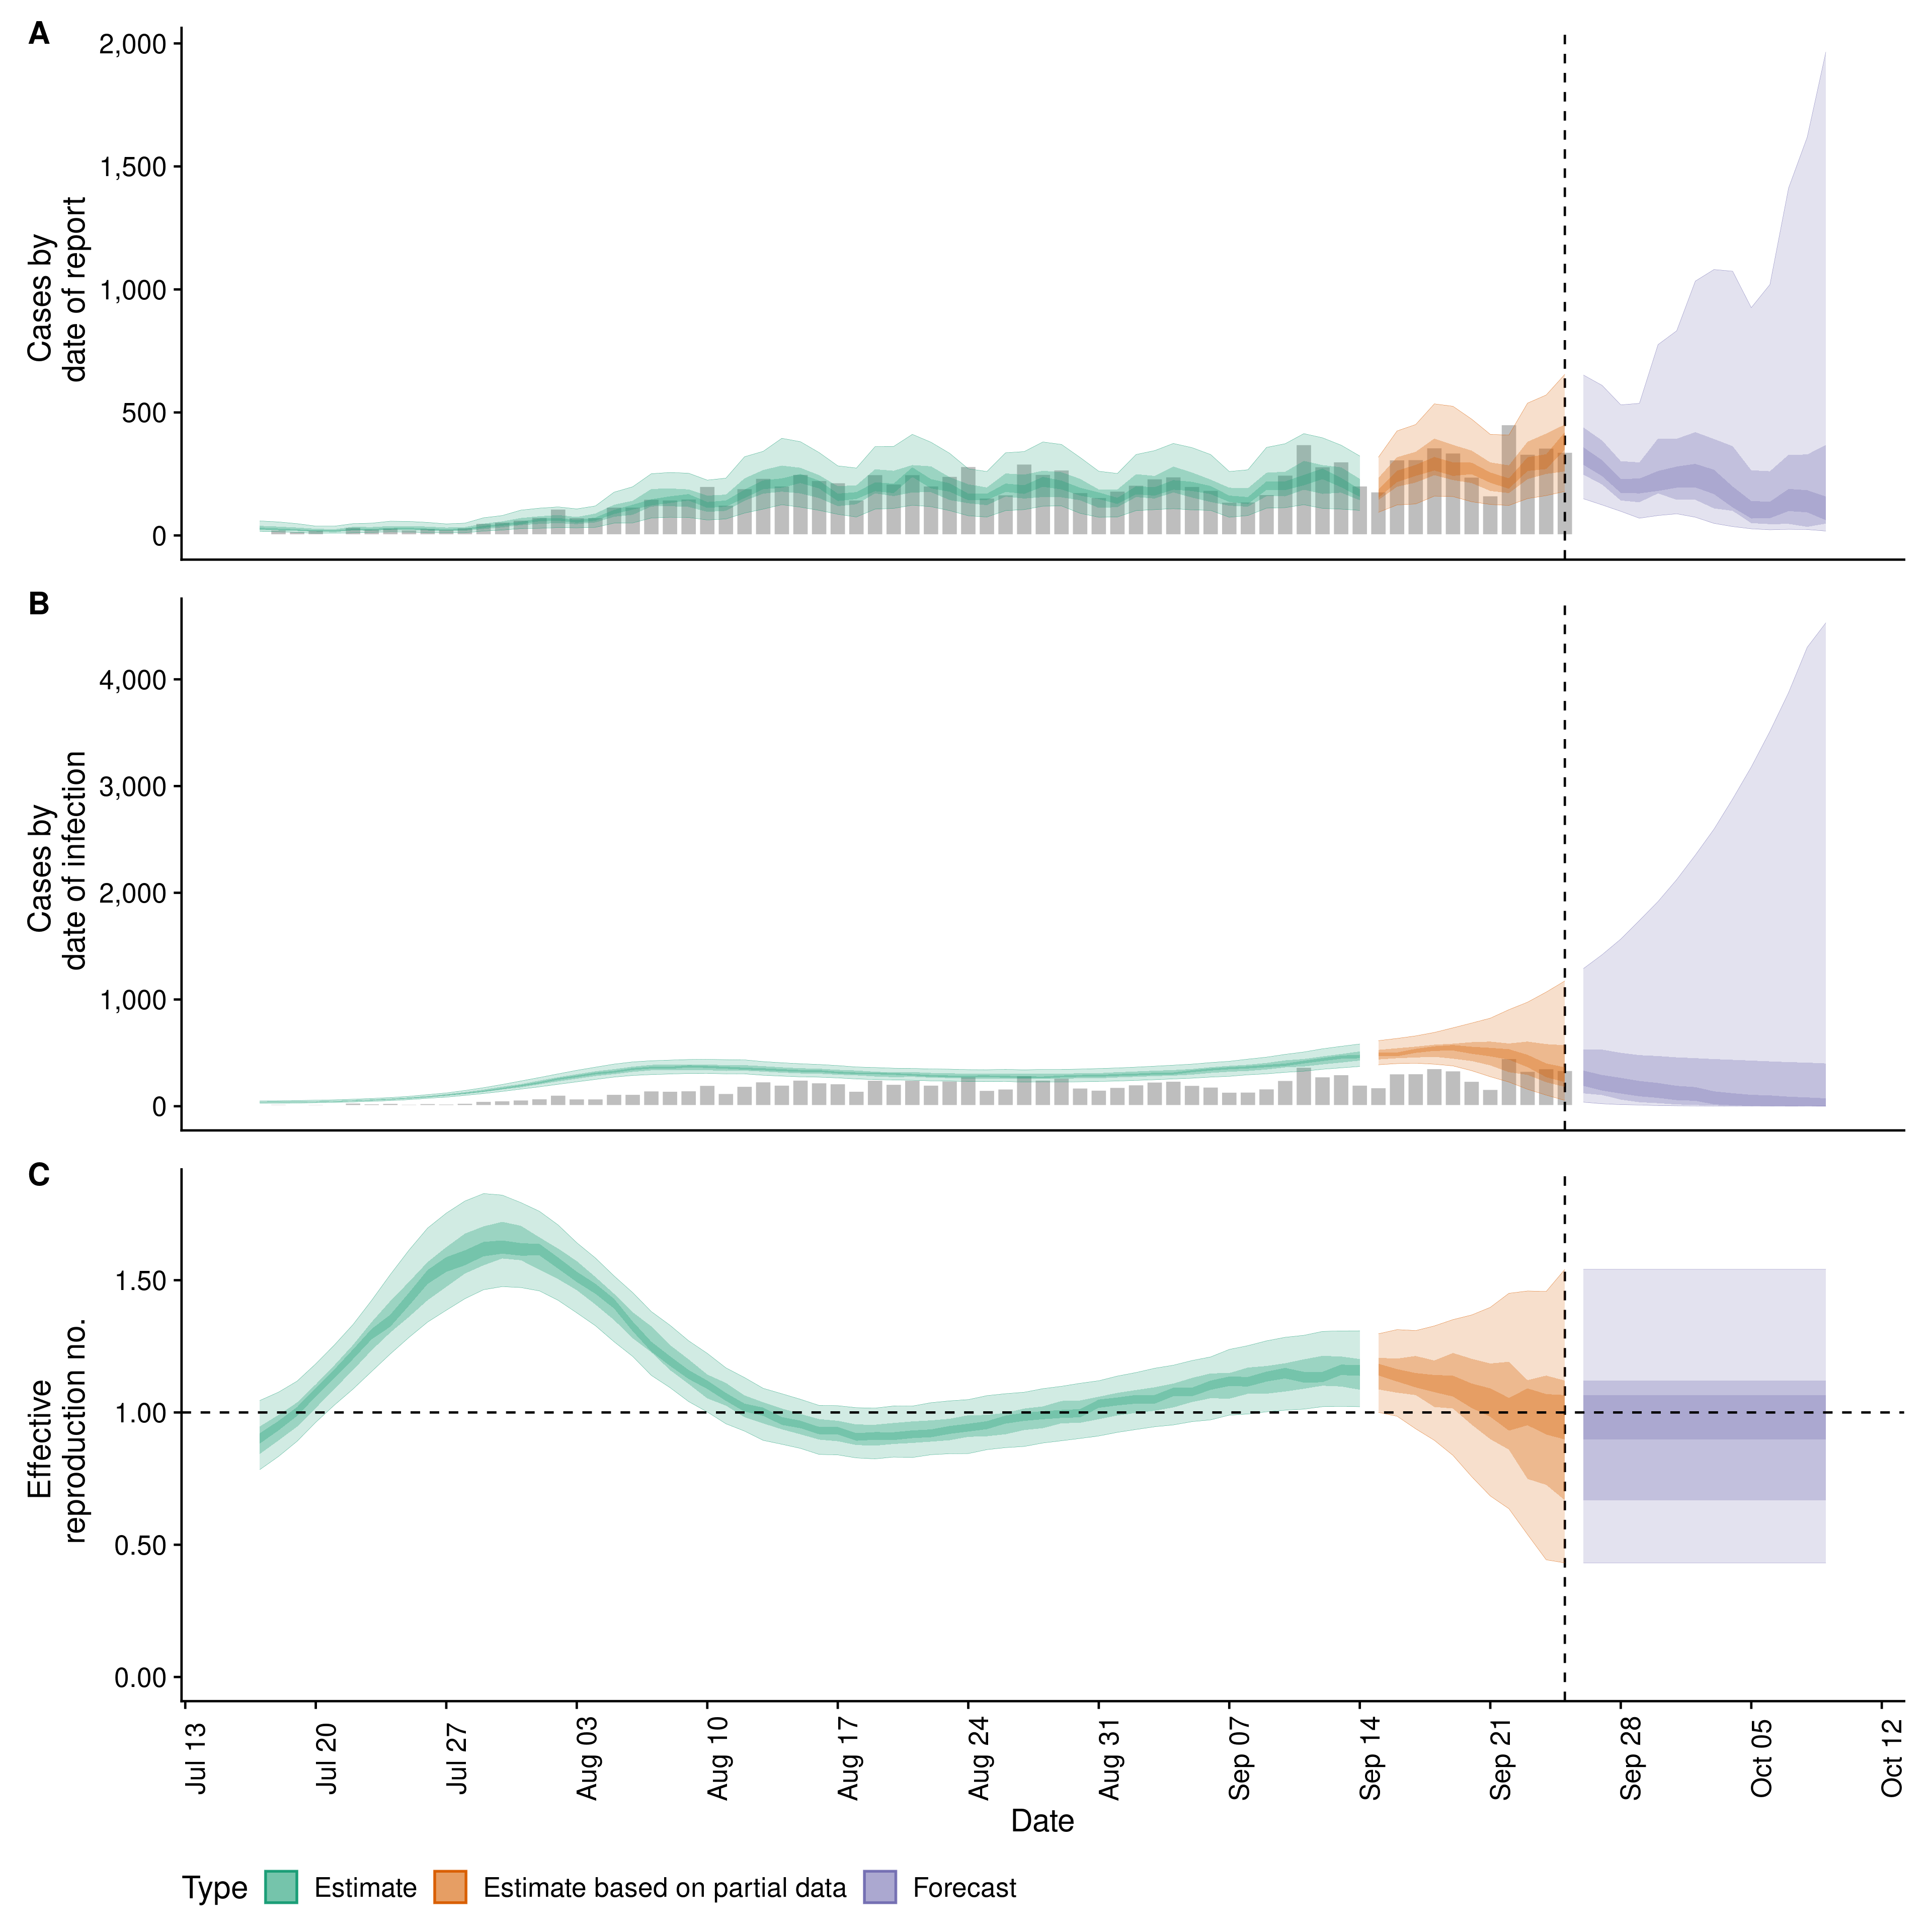 A
Cases by
date of report
2,000
1,500
1,000
500
0
B
Cases by
date of infection
4,000
3,000
2,000
1,000
0
C
Effective
reproduction no.
1.50
1.00
0.50
0.00
Jul 13
Jul 20
Jul 27
Aug 03
Aug 10
Aug 17
Aug 24
Aug 31
Sep 07
Sep 14
Sep 21
Sep 28
Oct 05
Oct 12
Date
Type Estimate Estimate based on partial data Forecast